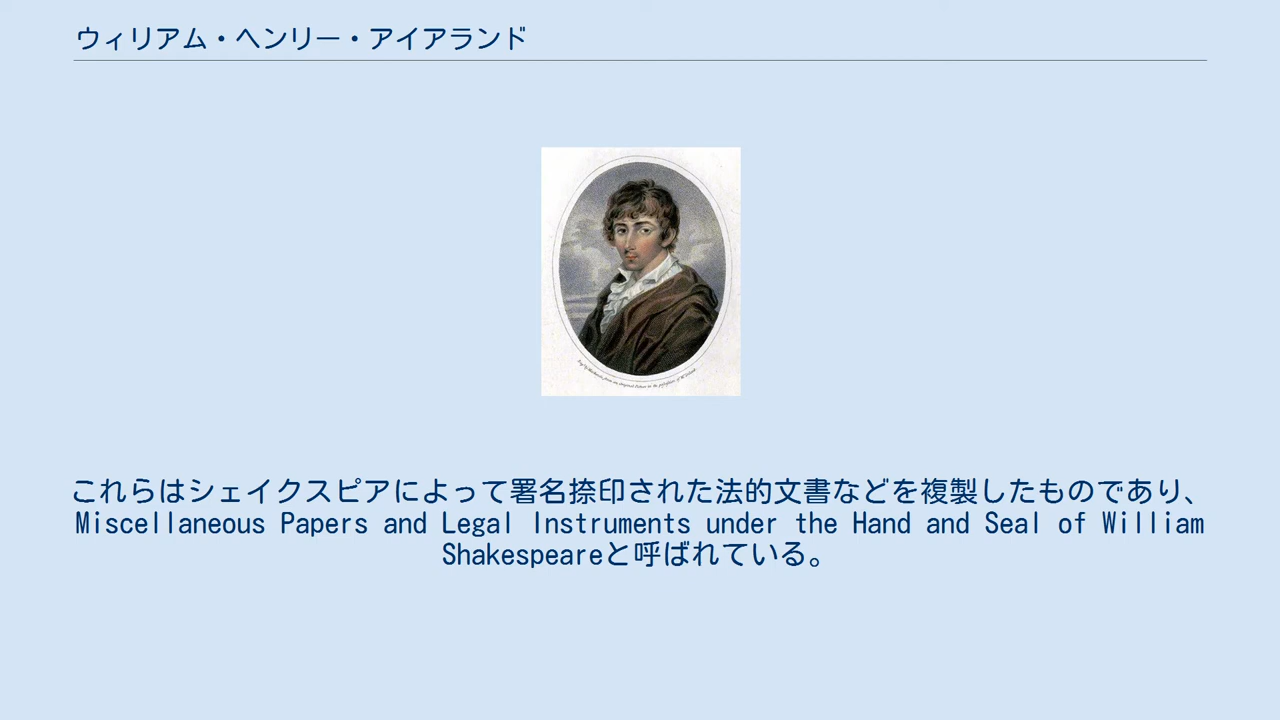 ウィリアム・ヘンリー・アイアランド
これらはシェイクスピアによって署名捺印された法的文書などを複製したものであり、
Miscellaneous Papers and Legal Instruments under the Hand and Seal of William
Shakespeareと呼ばれている。